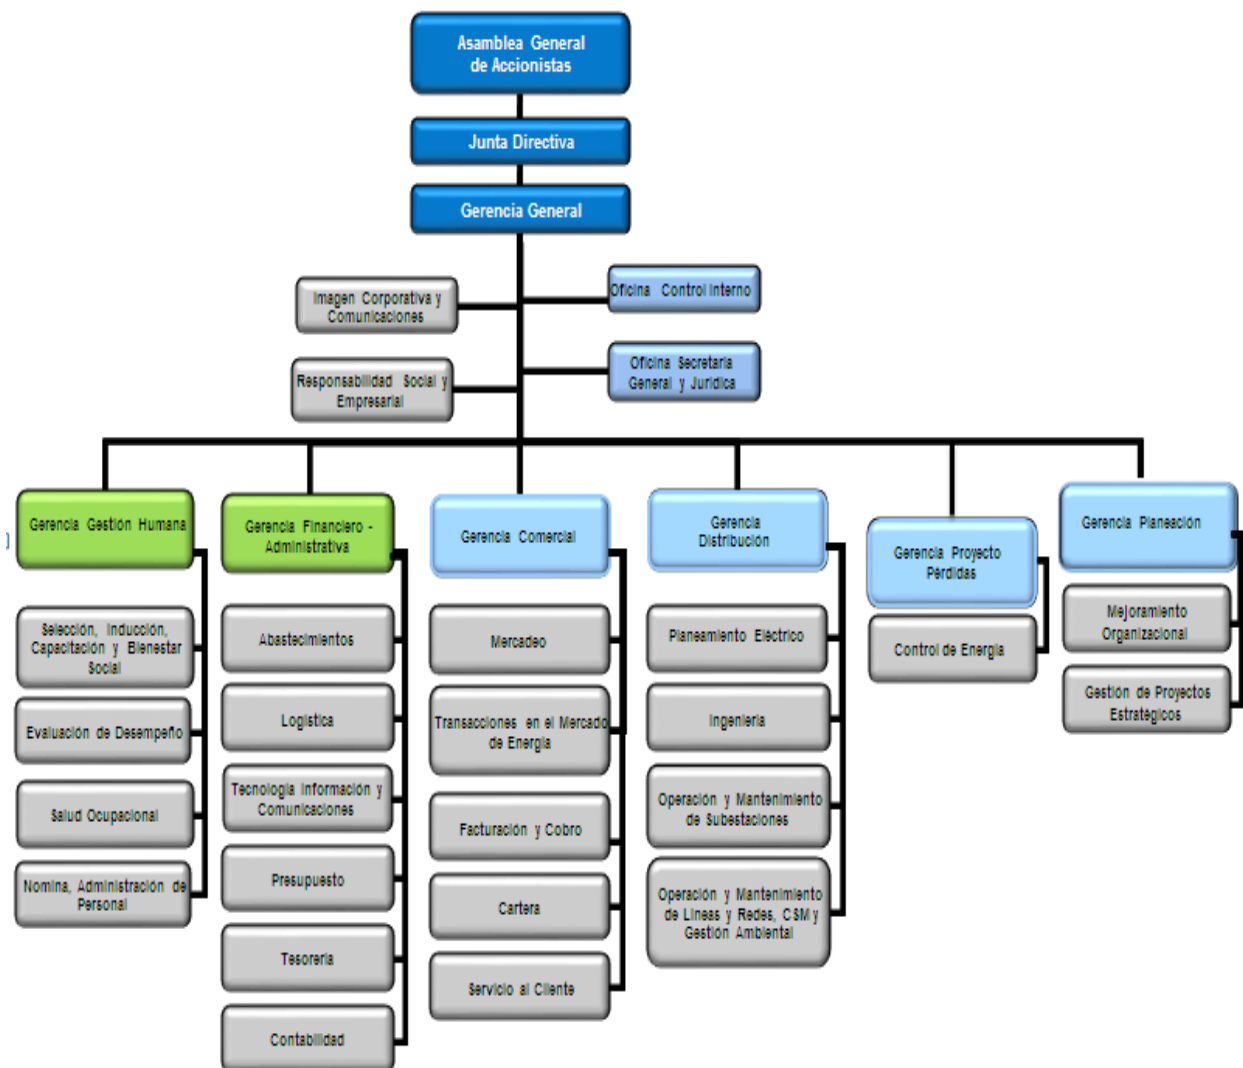 Asamblea General
de Accionistas
Junta Directiva
Gerencia General
Imagen Corporativa y
Comunicaciones
Oficina Control Interno
Responsabilidad Social y
Empresarial
Oficina Secretaria
General y Jurídica
Gerencia Gestión Humana
Selección, Inducción,
Capacitación y Bienestar
Social
Evaluación de Desempeño
Salud Ocupacional
Nomina, Administración de
Personal
Gerencia Financiero -
Administrativa
Abastecimientos
Logística
Tecnología Información y
Comunicaciones
Presupuesto
Tesorería
Contabilidad
Gerencia Comercial
Mercadeo
Transacciones en el Mercado
de Energía
Facturación y Cobro
Cartera
Servicio al Cliente
Gerencia
Distribución
Planeamiento Eléctrico
Ingeniería
Operación y Mantenimiento
de Subestaciones
Operación y Mantenimiento
de Líneas y Redes, CSM y
Gestión Ambiental
Gerencia Proyecto
Pérdidas
Control de Energía
Gerencia Planeación
Mejoramiento
Organizacional
Gestión de Proyectos
Estratégicos